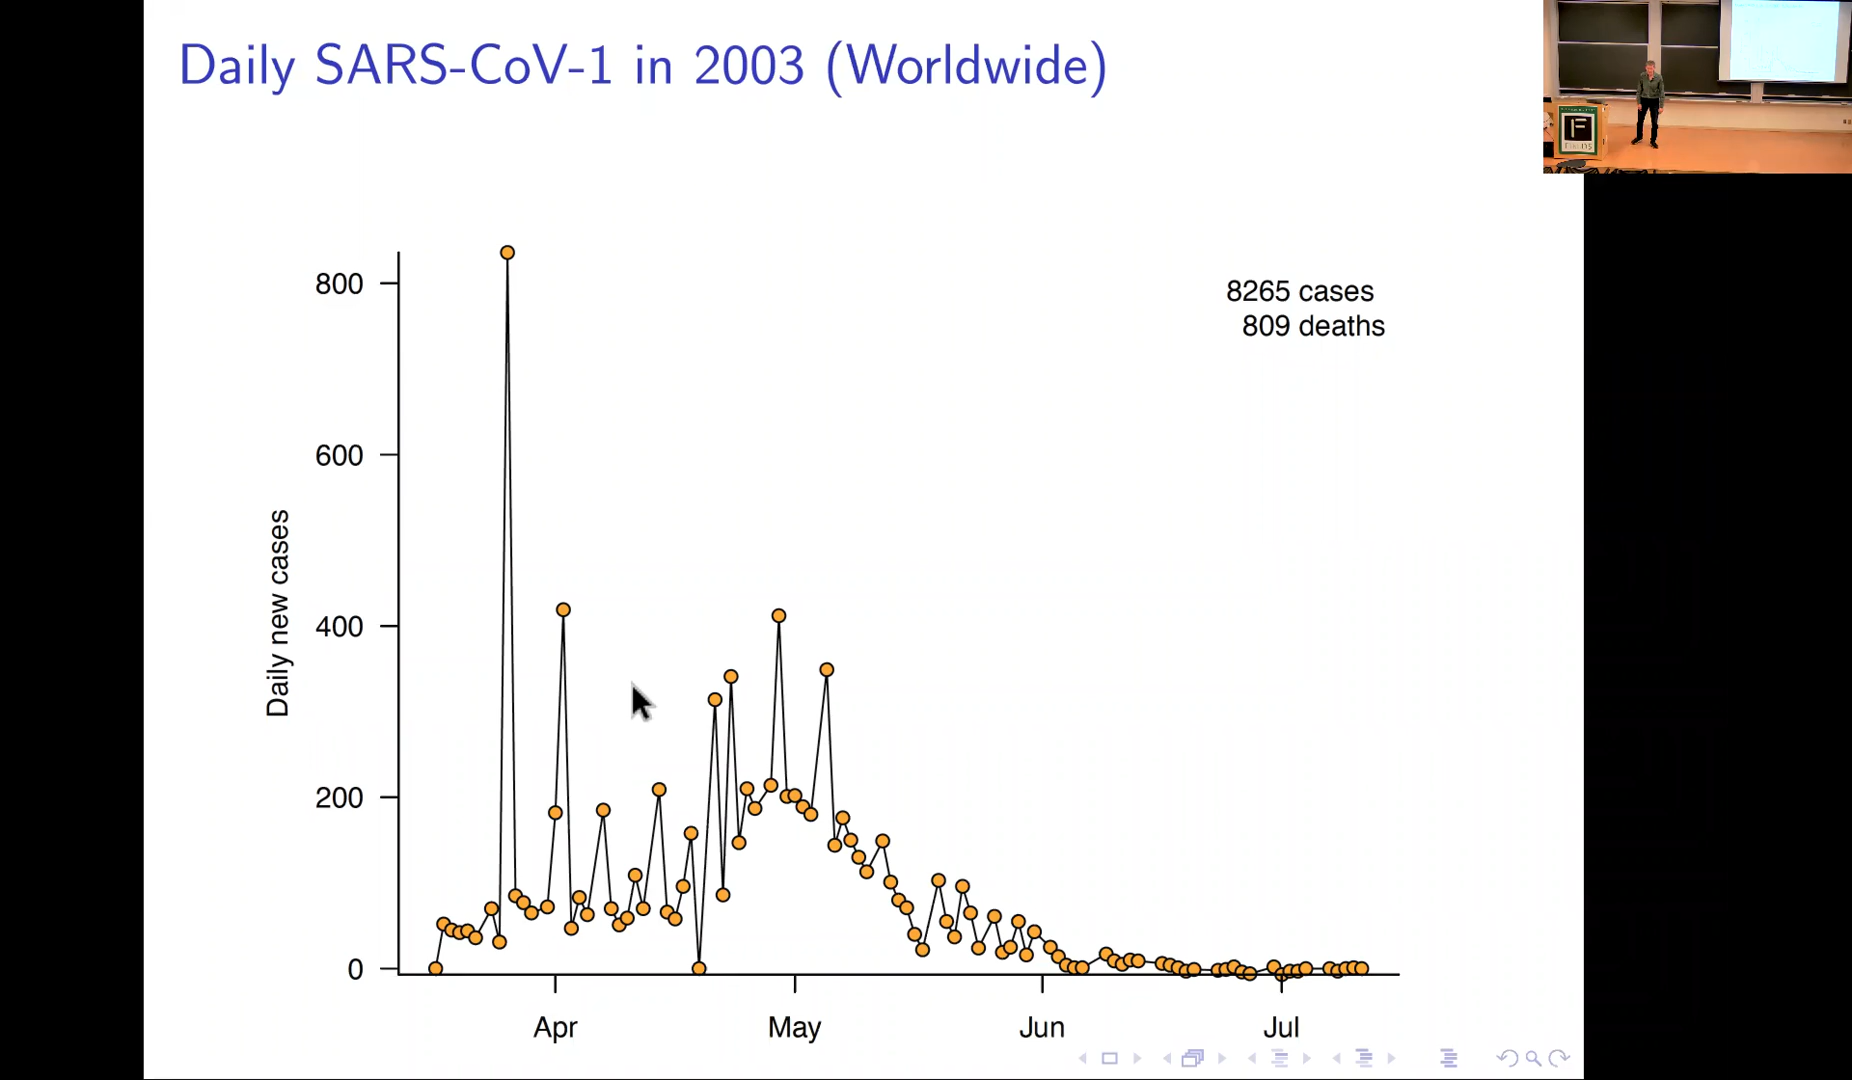 Daily SARS-CoV-1 in 2003 (Worldwide)
F
FIELDS
8265 cases
809 deaths
Daily new cases
800
600
400
200
0
Apr
May
Jun
Jul